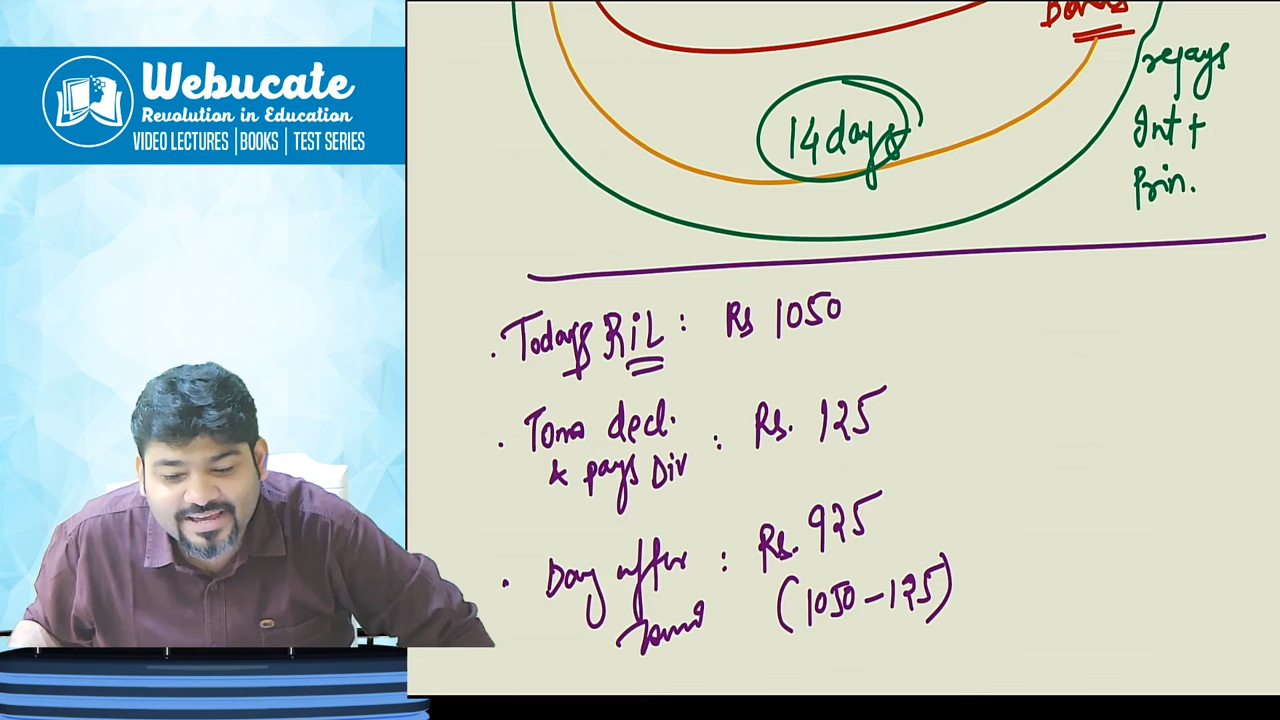 Webucate
Revolution in Education
VIDEO LECTURES | BOOKS | TEST SERIES
Bonds
repays
Int +
Prin.
14 days
. Todays RiL : Rs 1050
. Tomo decl. : Rs. 125
& pays Div
. Day after : Rs. 925
(1050 – 125)